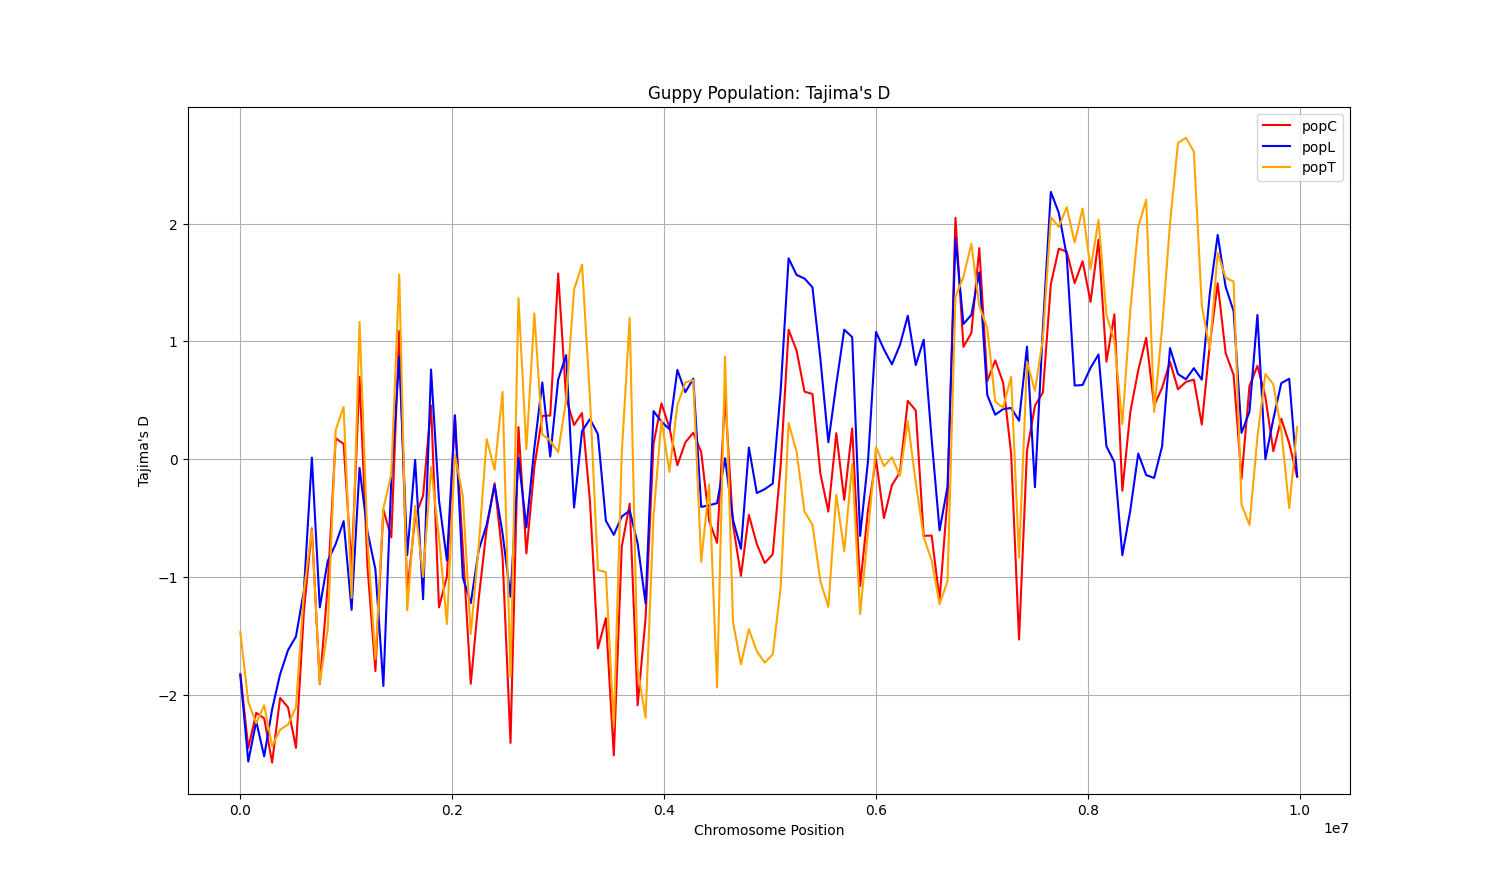 Guppy Population: Tajima's D
popC
popL
popT
Tajima's D
2
1
0
−1
−2
0.0 0.2 0.4 0.6 0.8 1.0
1e7
Chromosome Position